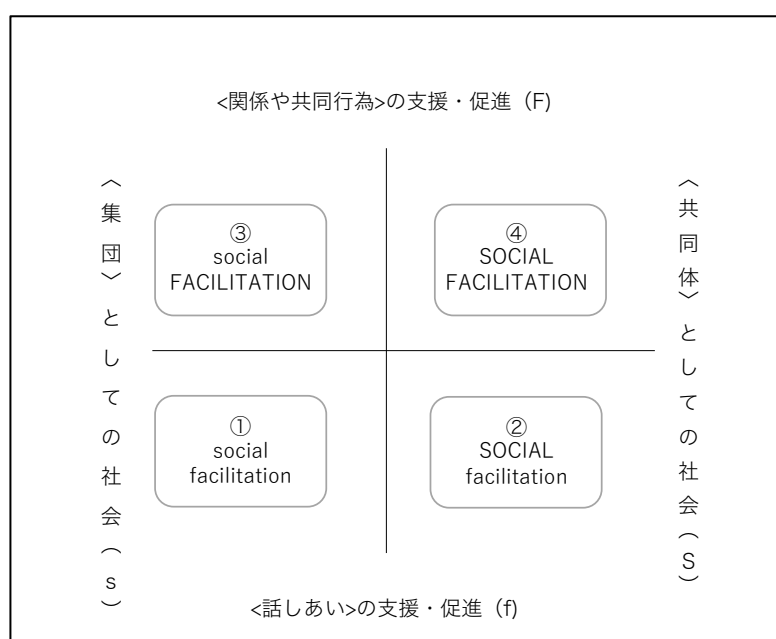 <関係や共同行為>の支援・促進（F)
〈集団〉としての社会（s）
③
social
FACILITATION
④
SOCIAL
FACILITATION
〈共同体〉としての社会（S）
①
social
facilitation
②
SOCIAL
facilitation
<話しあい>の支援・促進（f)